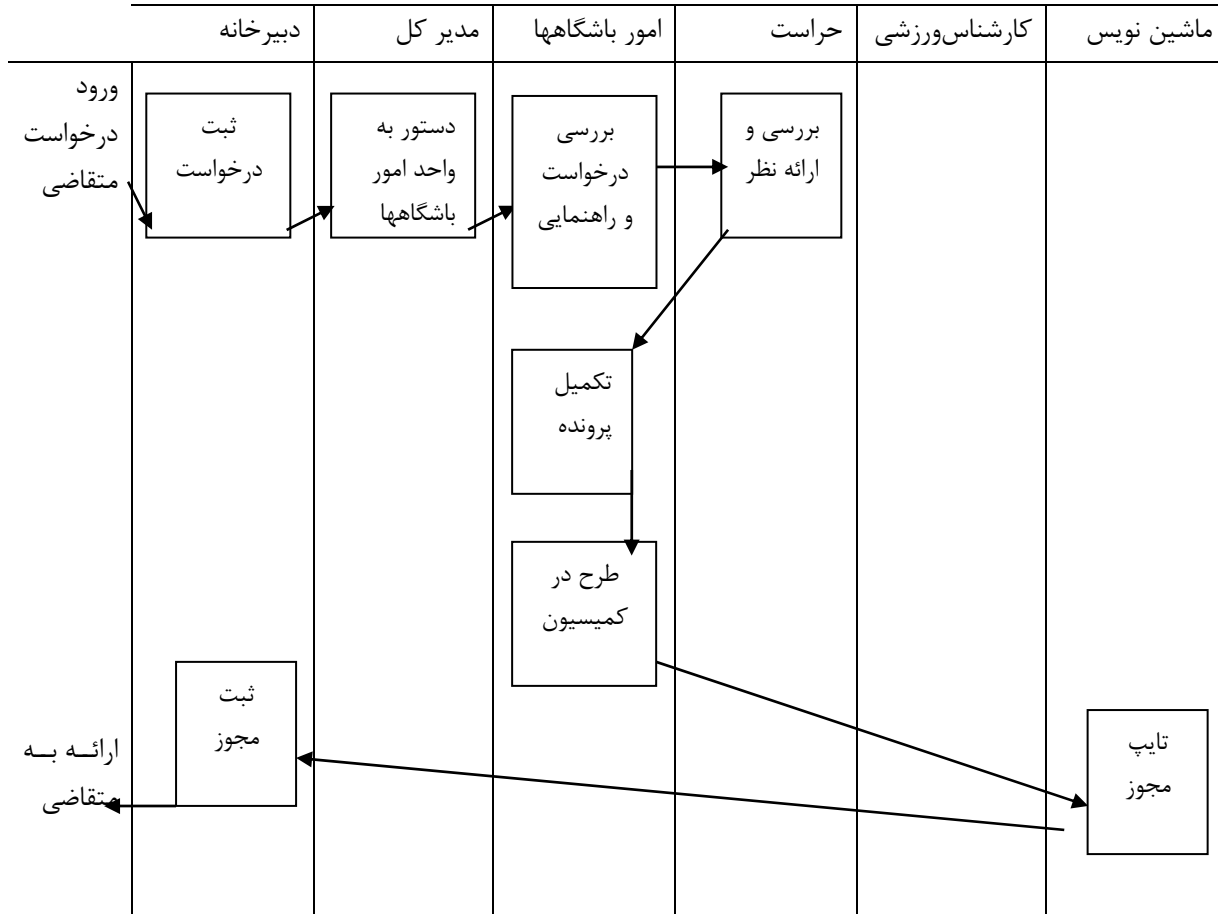 دبیرخانه
مدیر کل
امور باشگاهها
حراست
کارشناس‌ورزشی
ماشین نویس
ورود
درخواست
متقاضی
ثبت
درخواست
دستور به
واحد امور
باشگاهها
بررسی
درخواست
و راهنمایی
بررسی و
ارائه نظر
تکمیل
پرونده
طرح در
کمیسیون
تایپ
مجوز
ثبت
مجوز
ارائــه بــه
متقاضی